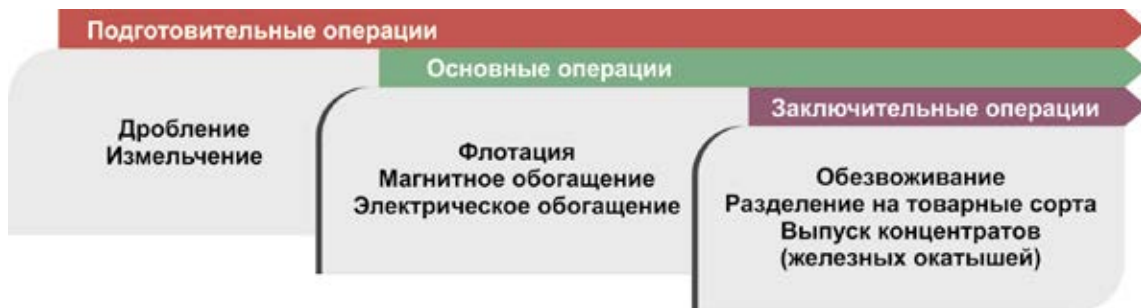 Подготовительные операции
Основные операции
Заключительные операции
Дробление
Измельчение
Флотация
Магнитное обогащение
Электрическое обогащение
Обезвоживание
Разделение на товарные сорта
Выпуск концентратов
(железных окатышей)